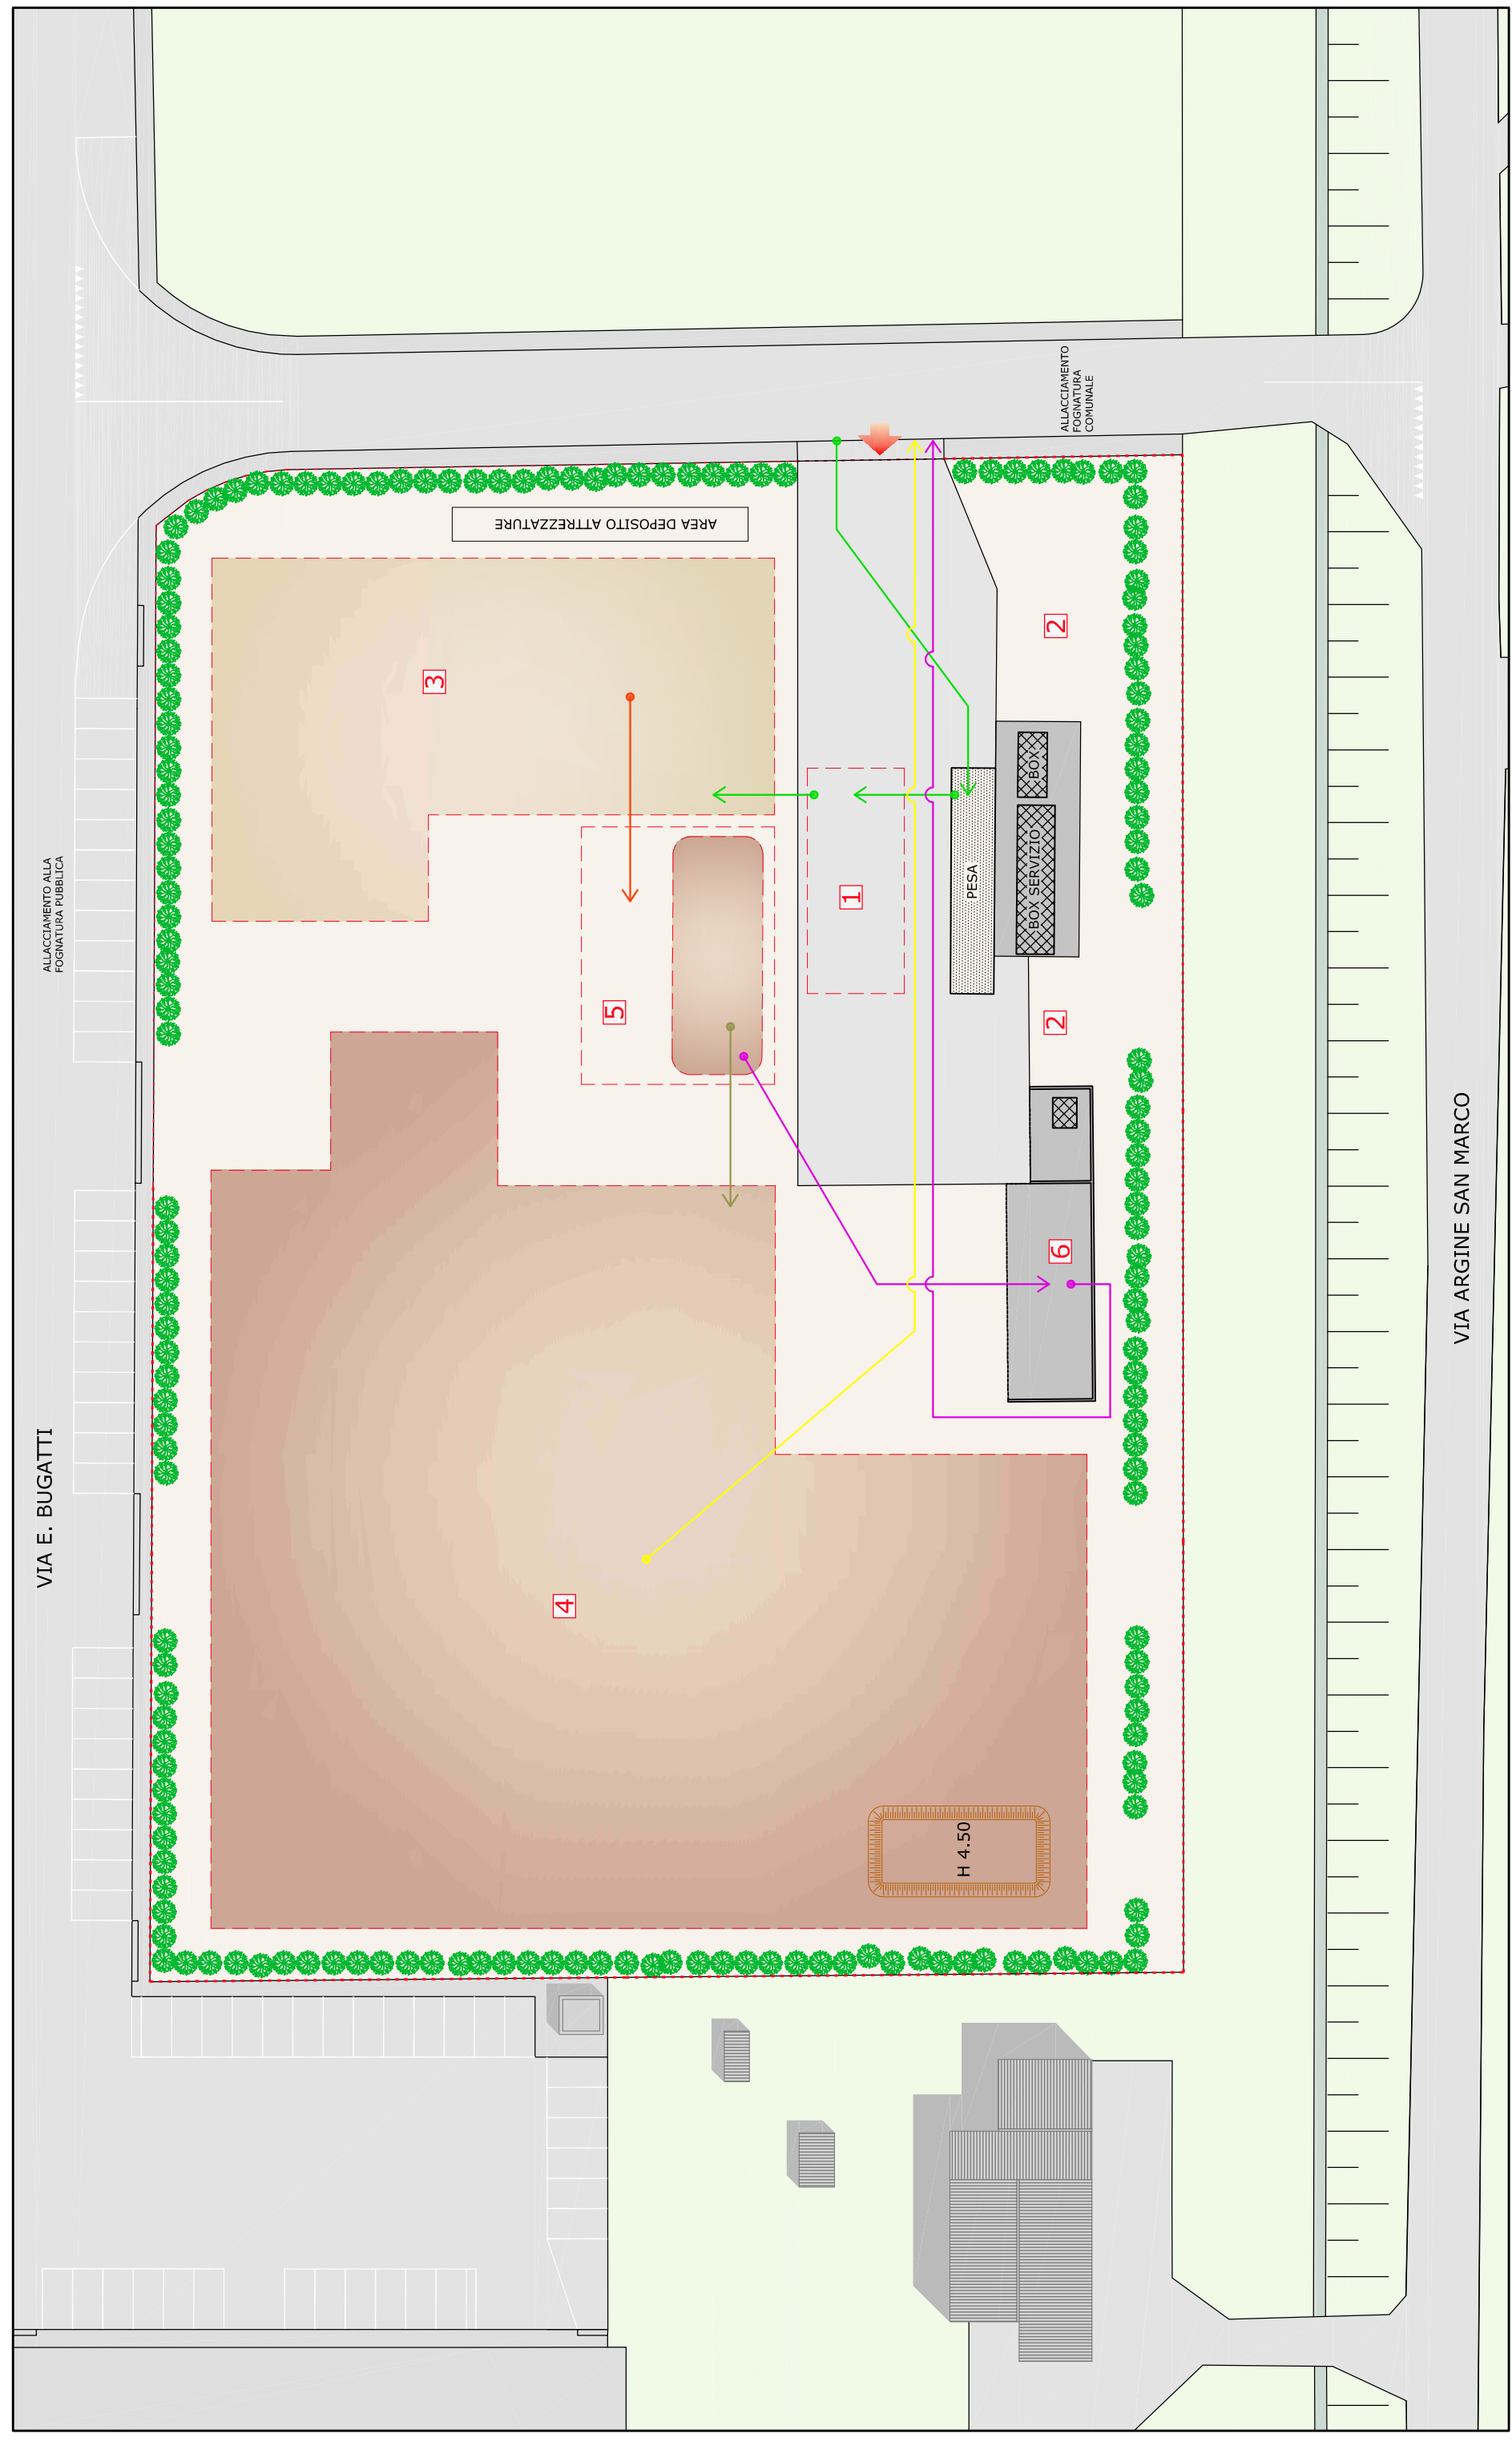 ALLACCIAMENTO
FOGNATURA
COMUNALE
AREA DEPOSITO ATTREZZATURE
2
3
BOX
BOX SERVIZIO
PESA
1
ALLACCIAMENTO ALLA
FOGNATURA PUBBLICA
5
2
VIA ARGINE SAN MARCO
6
VIA E. BUGATTI
4
H 4.50